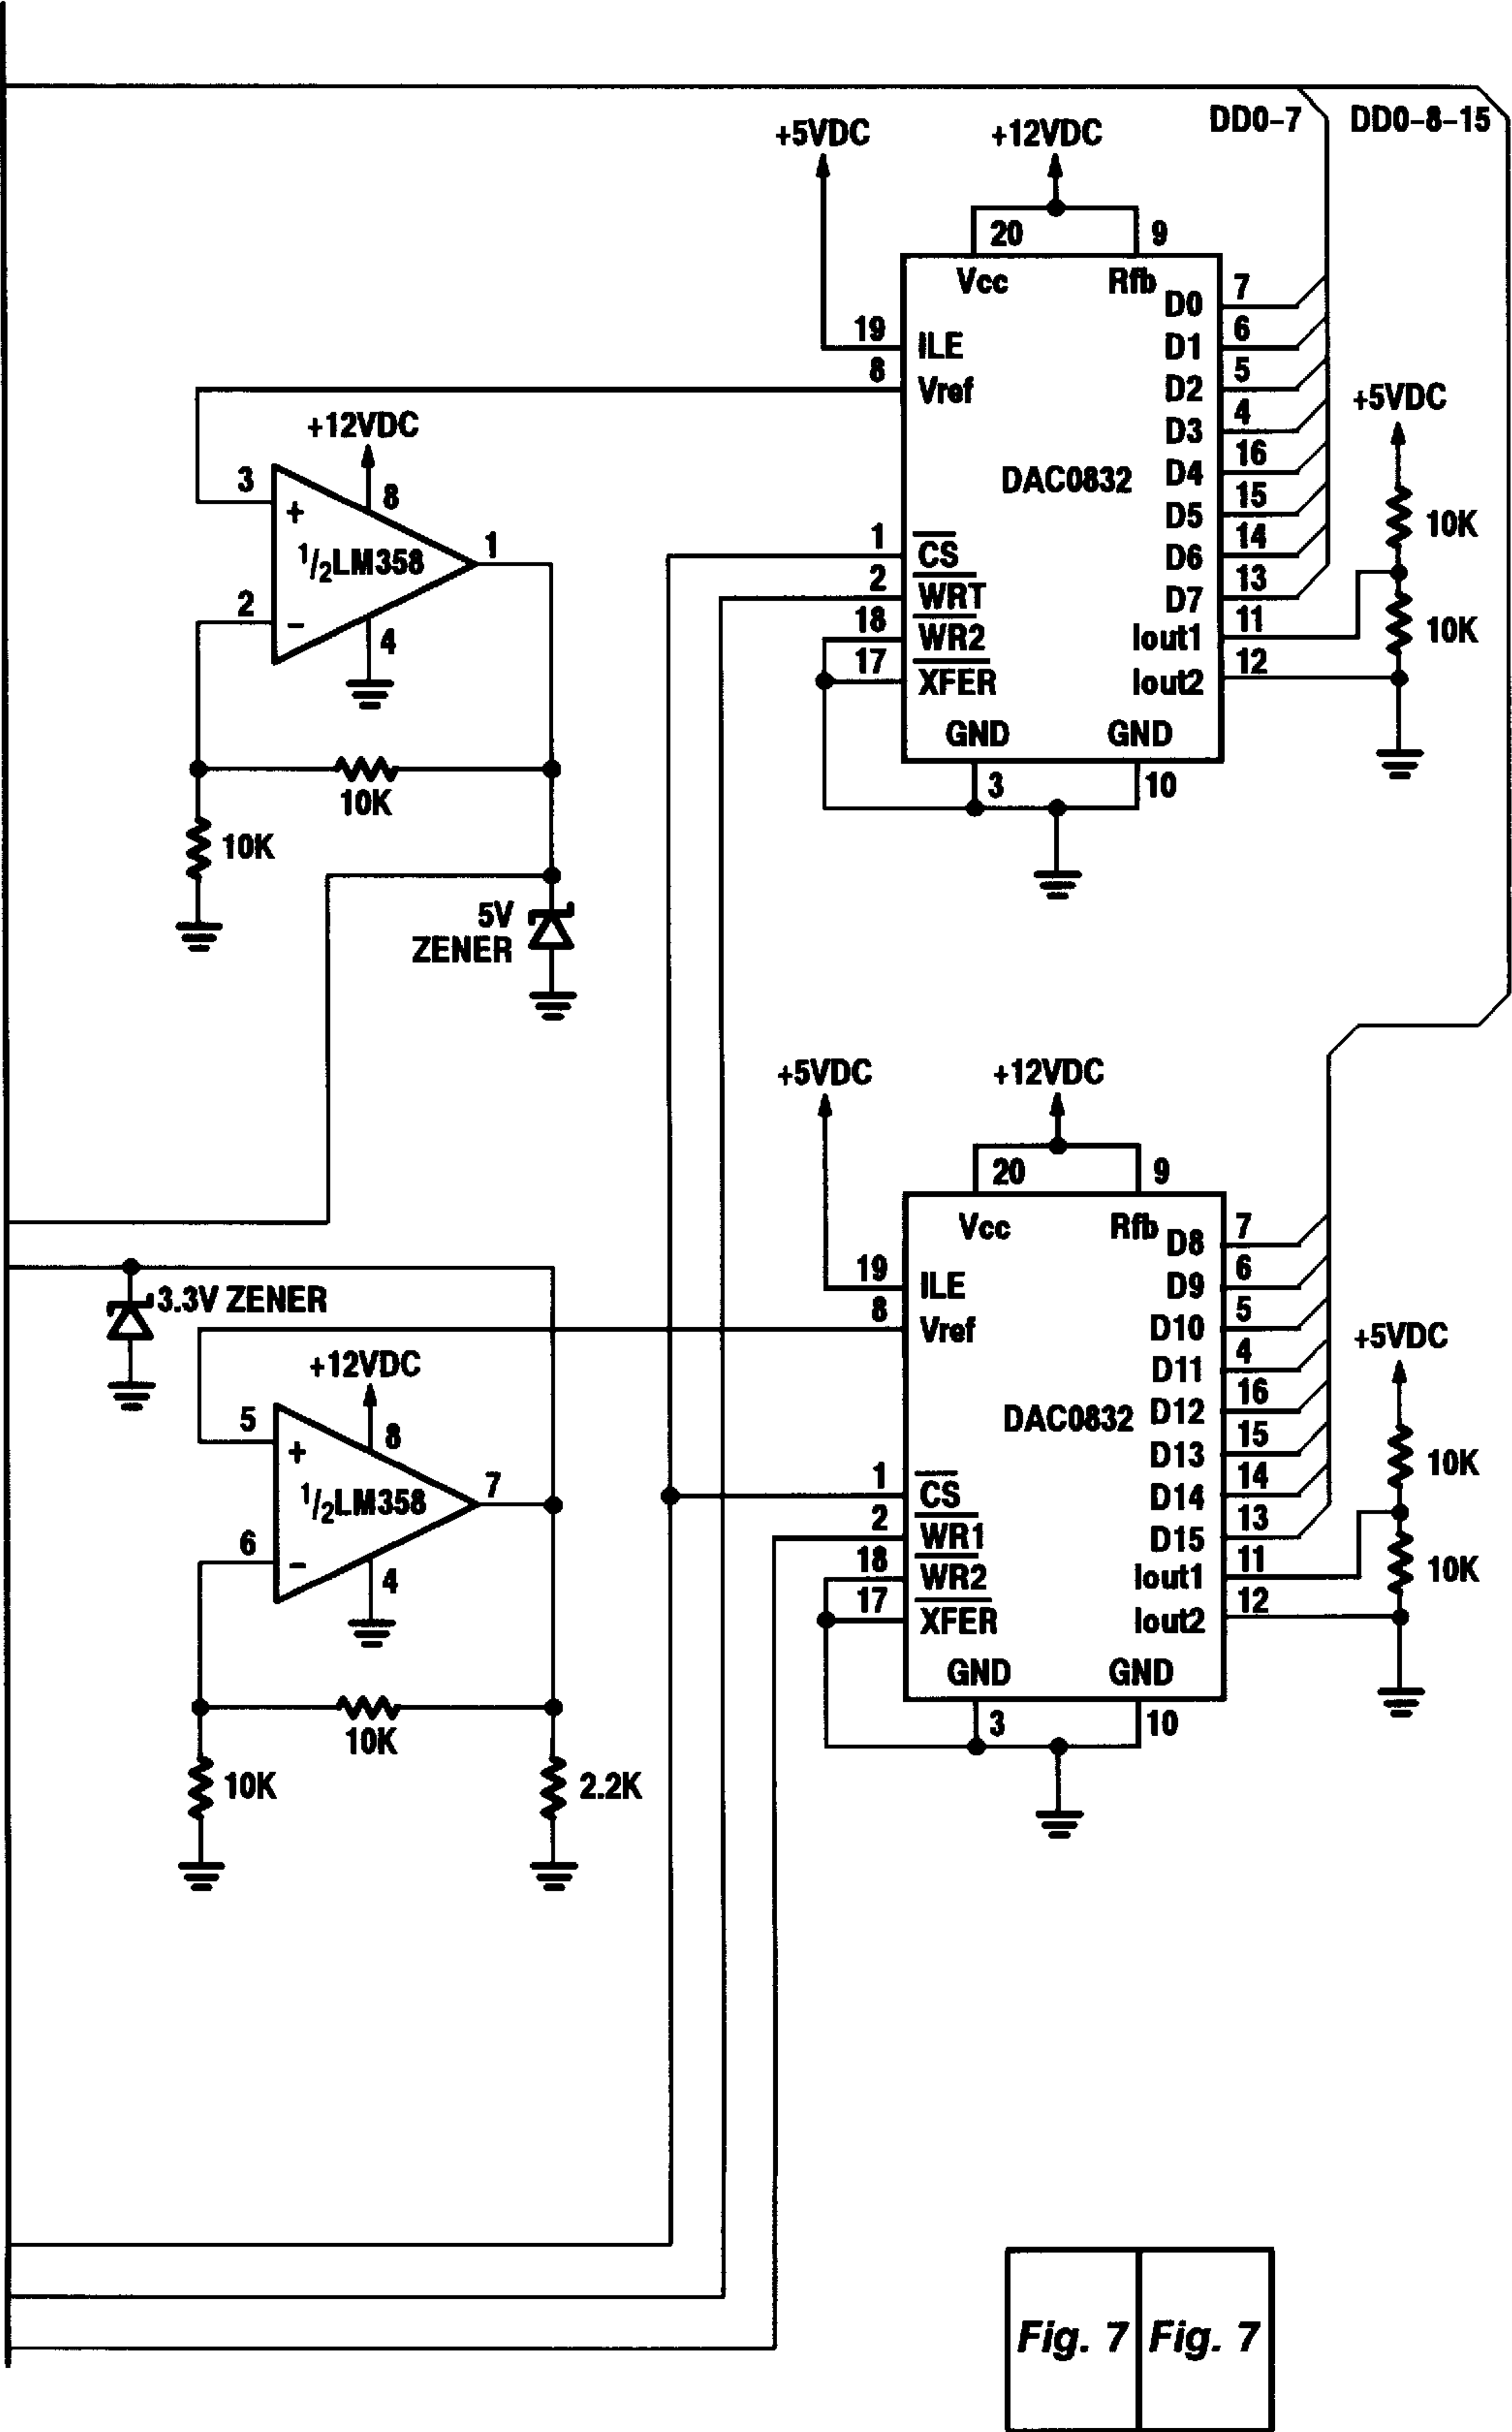 DD0-7 DD0-8-15
+5VDC +12VDC
20 9
Vcc Rfb
D0 7
19 ILE D1 6
8 Vref D2 5
D3 4
+5VDC
+12VDC
D4 16
3 + 8 DAC0832 D5 15 10K
1/2LM358 1
1 CS D6 14
2 WRT D7 13
2 - 18 WR2 Iout1 11 10K
4 17 XFER Iout2 12
GND GND
3 10
10K
10K
5V
ZENER
+5VDC +12VDC
20 9
Vcc Rfb
D8 7
19 ILE D9 6
3.3V ZENER
8 Vref D10 5
+5VDC
+12VDC
D11 4
5 + 8 DAC0832 D12 16
D13 15 10K
1/2LM358 7
1 CS D14 14
2 WR1 D15 13
6 - 18 WR2 Iout1 11 10K
4 17 XFER Iout2 12
GND GND
3 10
10K
10K 2.2K
Fig. 7 Fig. 7